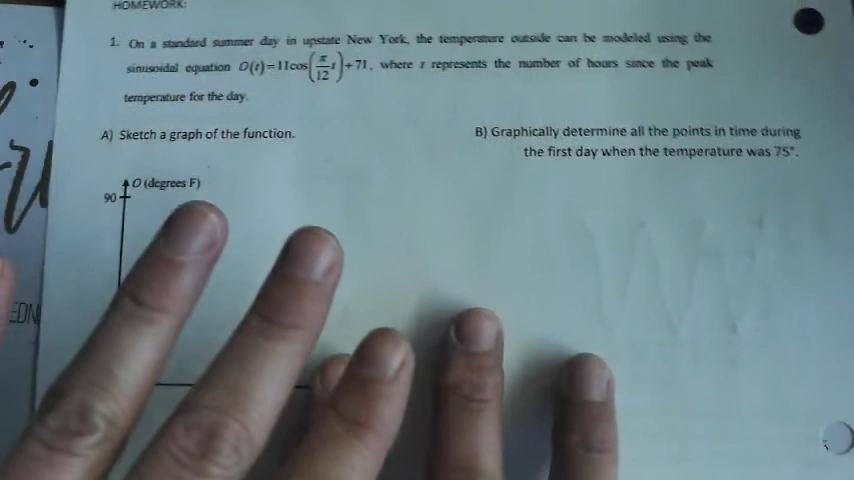 HOMEWORK:
1. On a standard summer day in upstate New York, the temperature outside can be modeled using the
sinusoidal equation O(t)=11cos(π/12 t)+71, where t represents the number of hours since the peak
temperature for the day.
A) Sketch a graph of the function.
B) Graphically determine all the points in time during
the first day when the temperature was 75°.
O (degrees F)
90
EDN